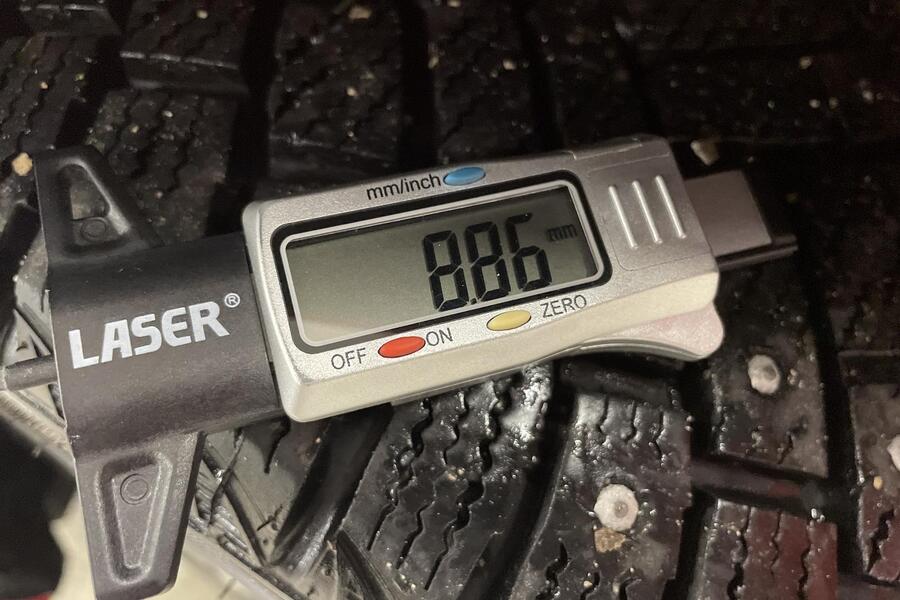 mm/inch
8.86 mm
LASER®
OFF ON ZERO